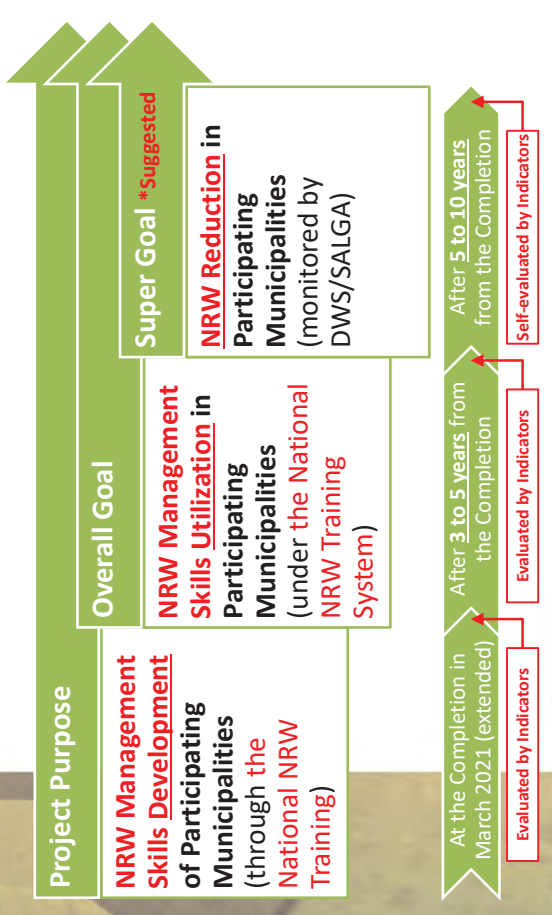 Project Purpose
NRW Management
Skills Development
of Participating
Municipalities
(through the
National NRW
Training)
Overall Goal
NRW Management
Skills Utilization in
Participating
Municipalities
(under the National
NRW Training
System)
Super Goal *Suggested
NRW Reduction in
Participating
Municipalities
(monitored by
DWS/SALGA)
At the Completion in
March 2021 (extended)
Evaluated by Indicators
After 3 to 5 years from
the Completion
Evaluated by Indicators
After 5 to 10 years
from the Completion
Self-evaluated by Indicators